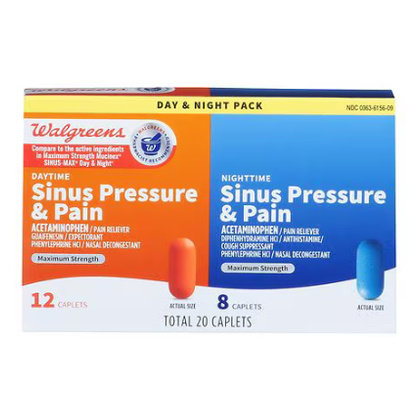 DAY & NIGHT PACK
NDC 0363-6156-09
Walgreens
Compare to the active ingredients
in Maximum Strength Mucinex®
SINUS-MAX® Day & Night*
WALGREENS
PHARMACIST RECOMMENDED
W
DAYTIME
Sinus Pressure
& Pain
ACETAMINOPHEN / PAIN RELIEVER
GUAIFENESIN / EXPECTORANT
PHENYLEPHRINE HCl / NASAL DECONGESTANT
Maximum Strength
12 CAPLETS
ACTUAL SIZE
NIGHTTIME
Sinus Pressure
& Pain
ACETAMINOPHEN / PAIN RELIEVER
DIPHENHYDRAMINE HCl / ANTIHISTAMINE/
COUGH SUPPRESSANT
PHENYLEPHRINE HCl / NASAL DECONGESTANT
Maximum Strength
8 CAPLETS
ACTUAL SIZE
TOTAL 20 CAPLETS